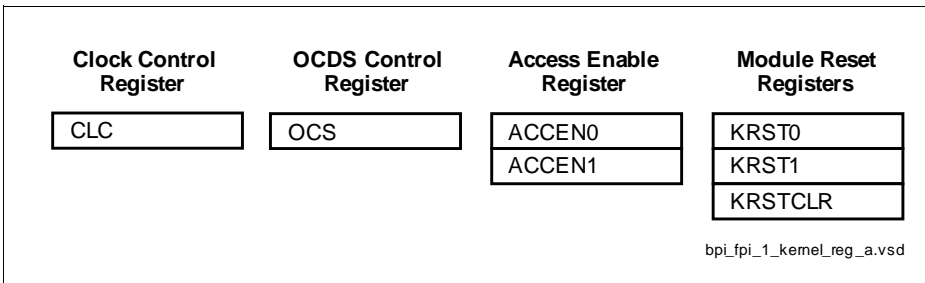 Clock Control
Register
OCDS Control
Register
Access Enable
Register
Module Reset
Registers
CLC
OCS
ACCEN0
ACCEN1
KRST0
KRST1
KRSTCLR
bpi_fpi_1_kernel_reg_a.vsd